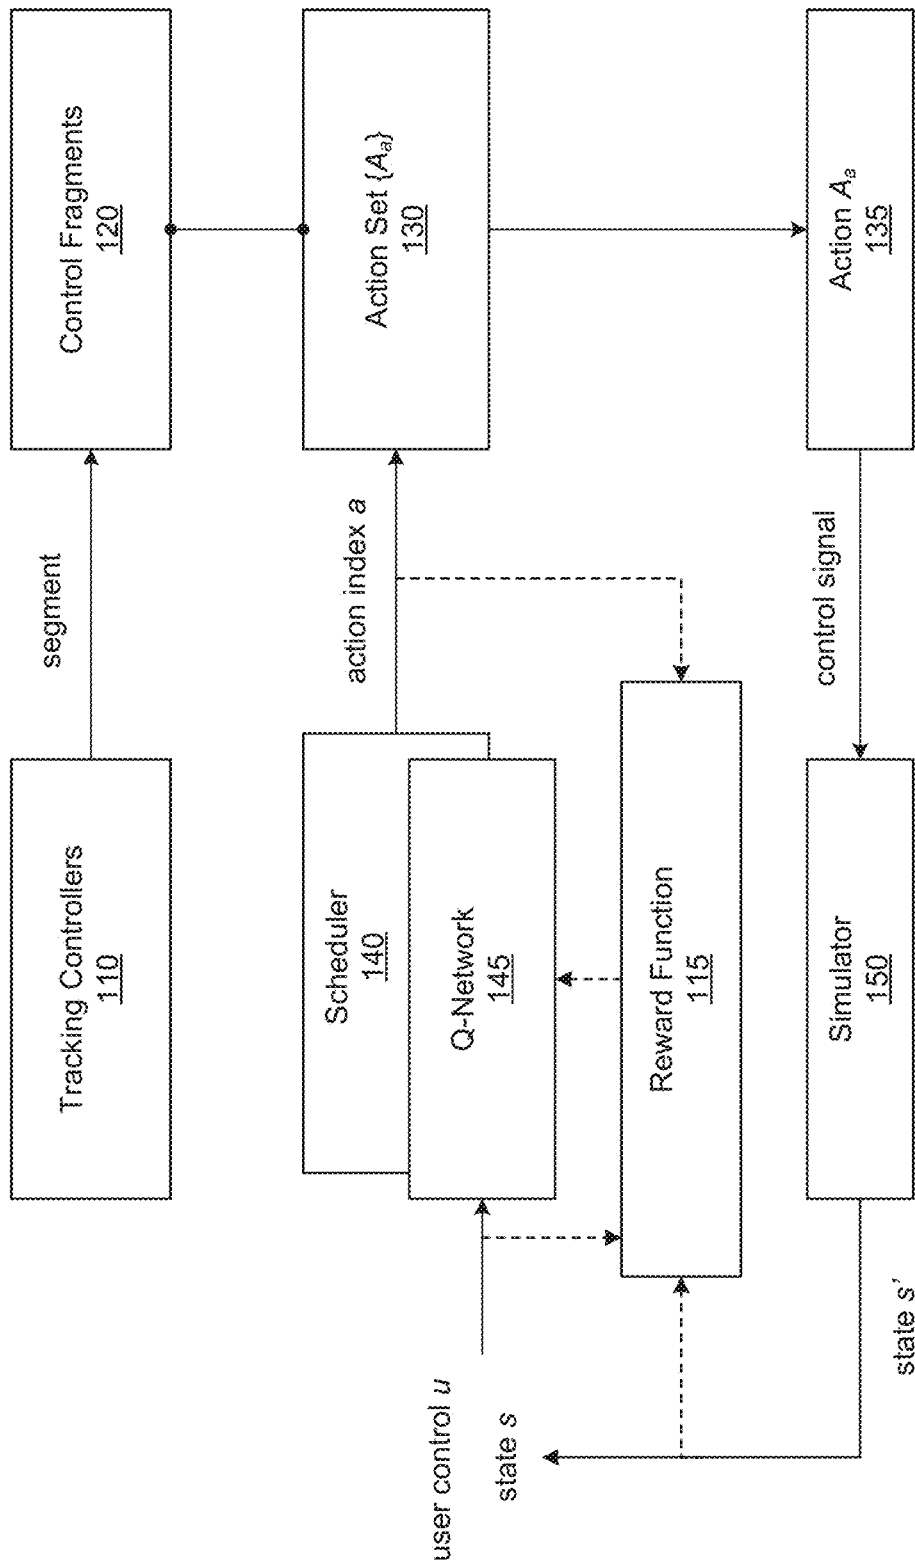 Tracking Controllers
110
segment
Control Fragments
120
Scheduler
140
action index a
Action Set {Aₐ}
130
user control u
state s
Q-Network
145
Reward Function
115
Simulator
150
control signal
Action Aₐ
135
state s'